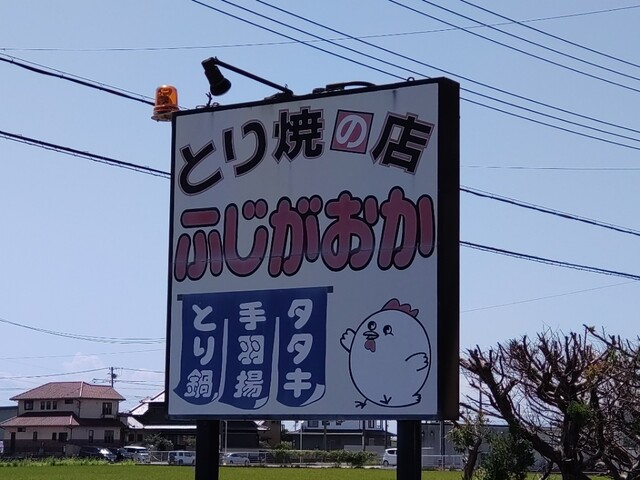 とり焼の店
ふじがおか
タタキ
手羽揚
とり鍋